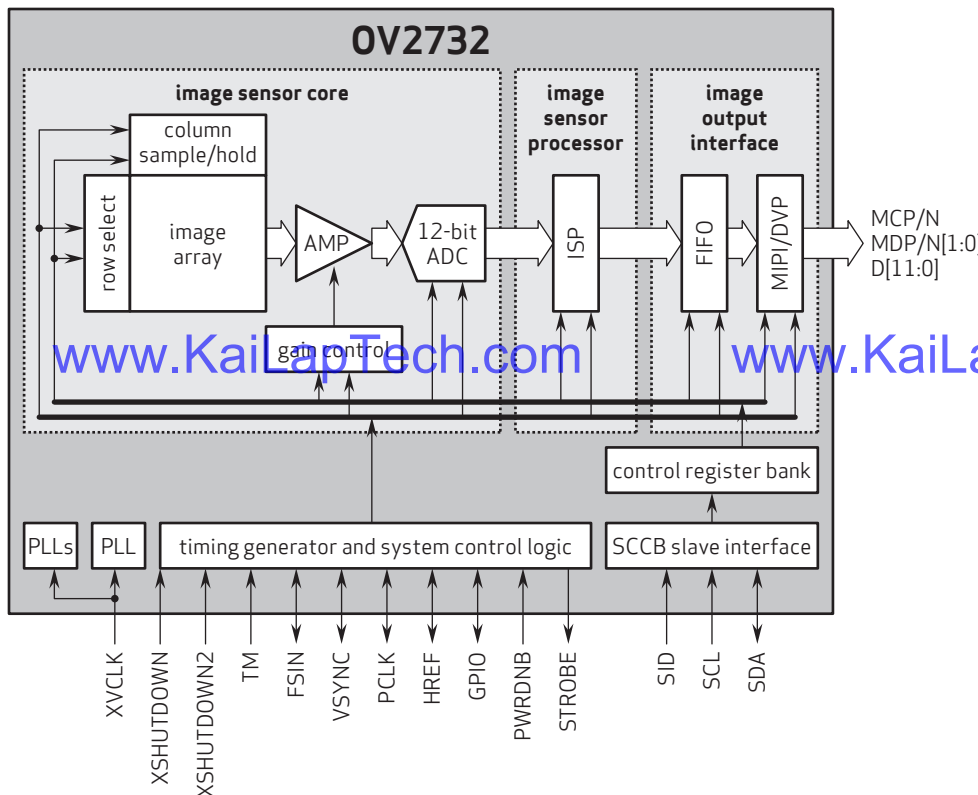 OV2732
image sensor core
image
sensor
processor
image
output
interface
column
sample/hold
row select
image
array
AMP
12-bit
ADC
ISP
FIFO
MIPI/DVP
MCP/N
MDP/N[1:0]
D[11:0]
gain control
www.KaiLapTech.com
www.KaiLa
control register bank
PLLs
PLL
timing generator and system control logic
SCCB slave interface
XVCLK
XSHUTDOWN
XSHUTDOWN2
TM
FSIN
VSYNC
PCLK
HREF
GPIO
PWRDNB
STROBE
SID
SCL
SDA